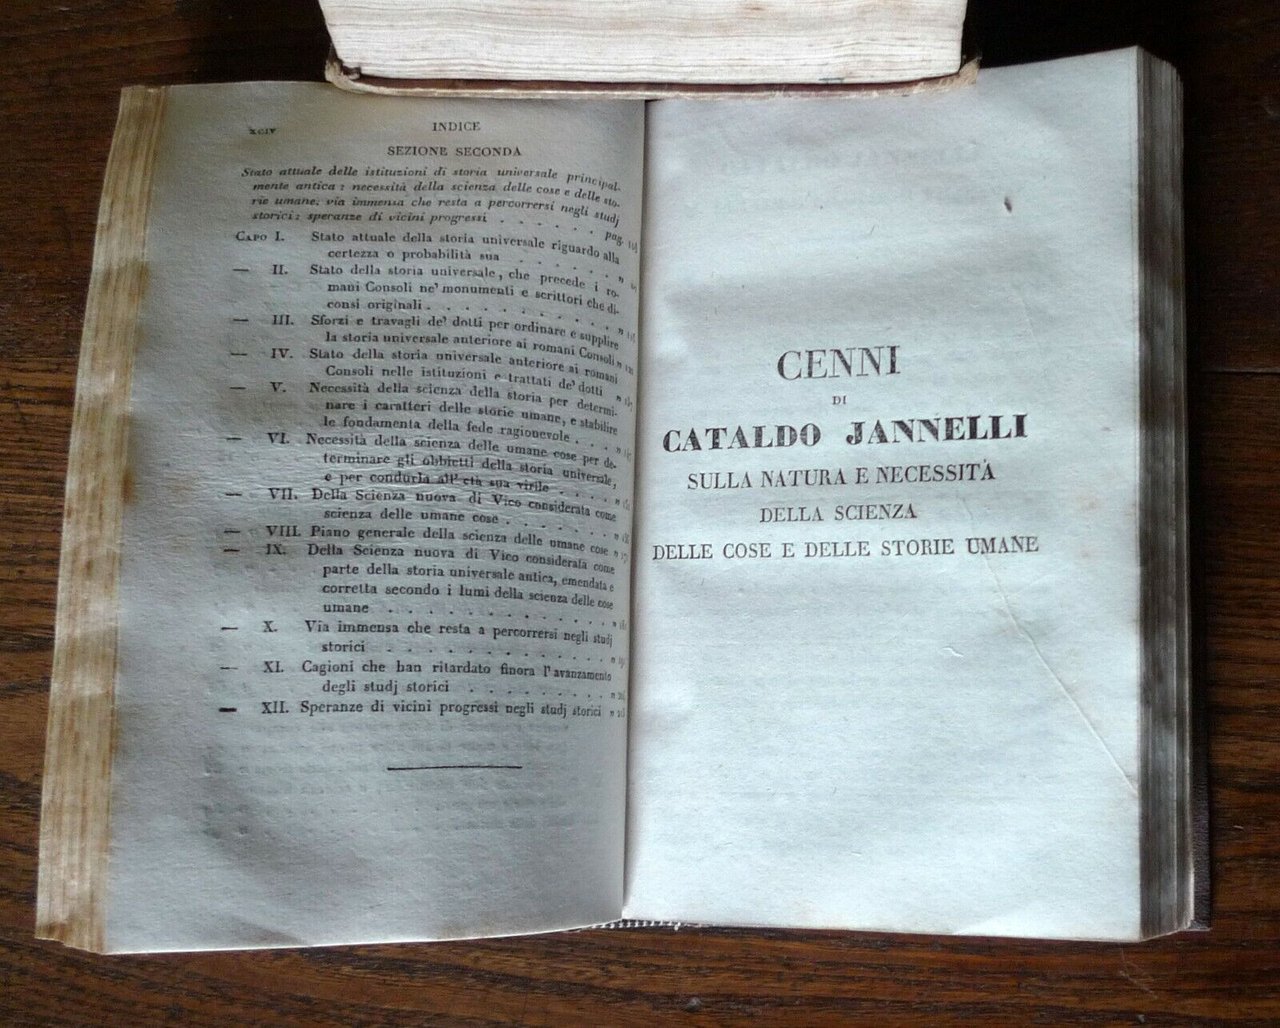 XCIV INDICE
SEZIONE SECONDA
Stato attuale delle istituzioni di storia universale principal-
mente antica: necessità della scienza delle cose e delle sto-
rie umane: via immensa che resta a percorrersi negli studj
storici: speranze di vicini progressi . . . . . . pag.
CAPO I. Stato attuale della storia universale riguardo alla
certezza o probabilità sua . . . . . . "
— II. Stato della storia universale, che precede i ro-
mani Consoli ne' monumenti e scrittori che di-
consi originali . . . . . . . . . . "
— III. Sforzi e travagli de' dotti per ordinare e supplire
la storia universale anteriore ai romani Consoli "
— IV. Stato della storia universale anteriore ai romani
Consoli nelle istituzioni e trattati de' dotti "
— V. Necessità della scienza della storia per determi-
nare i caratteri delle storie umane, e stabilire
le fondamenta della fede ragionevole . . . "
— VI. Necessità della scienza delle umane cose per de-
terminare gli obbietti della storia universale,
e per condurla all' età sua virile . . . . "
— VII. Della Scienza nuova di Vico considerata come
scienza delle umane cose . . . . . . "
— VIII. Piano generale della scienza delle umane cose "
— IX. Della Scienza nuova di Vico considerata come
parte della storia universale antica, emendata e
corretta secondo i lumi della scienza delle cose
umane . . . . . . . . . . . "
— X. Via immensa che resta a percorrersi negli studj
storici . . . . . . . . . . . "
— XI. Cagioni che han ritardato finora l'avanzamento
degli studj storici . . . . . . . . "
— XII. Speranze di vicini progressi negli studj storici "
CENNI
DI
CATALDO JANNELLI
SULLA NATURA E NECESSITÀ
DELLA SCIENZA
DELLE COSE E DELLE STORIE UMANE